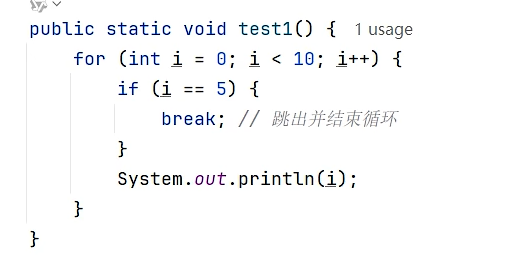 public static void test1() { 1 usage
for (int i = 0; i < 10; i++) {
if (i == 5) {
break; // 跳出并结束循环
}
System.out.println(i);
}
}